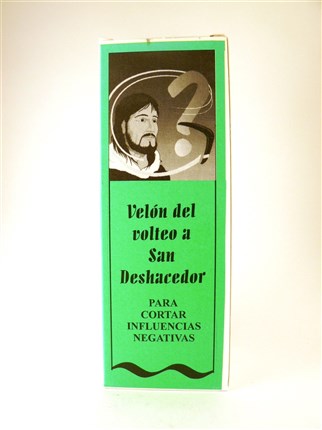 ?
Velón del
volteo a
San
Deshacedor
PARA
CORTAR
INFLUENCIAS
NEGATIVAS